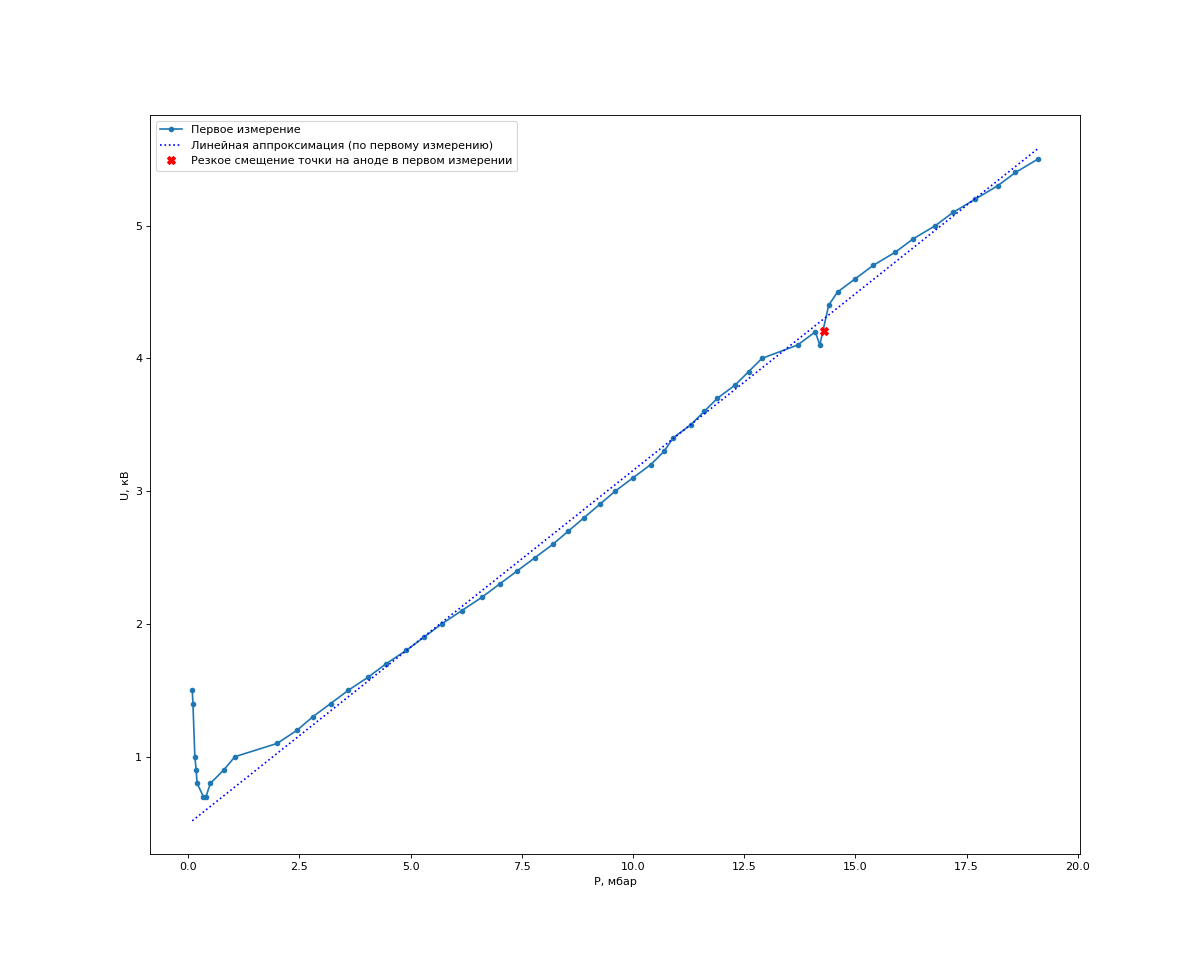 Первое измерение
Линейная аппроксимация (по первому измерению)
Резкое смещение точки на аноде в первом измерении
5
4
3
2
1
U, кВ
0.0 2.5 5.0 7.5 10.0 12.5 15.0 17.5 20.0
P, мбар